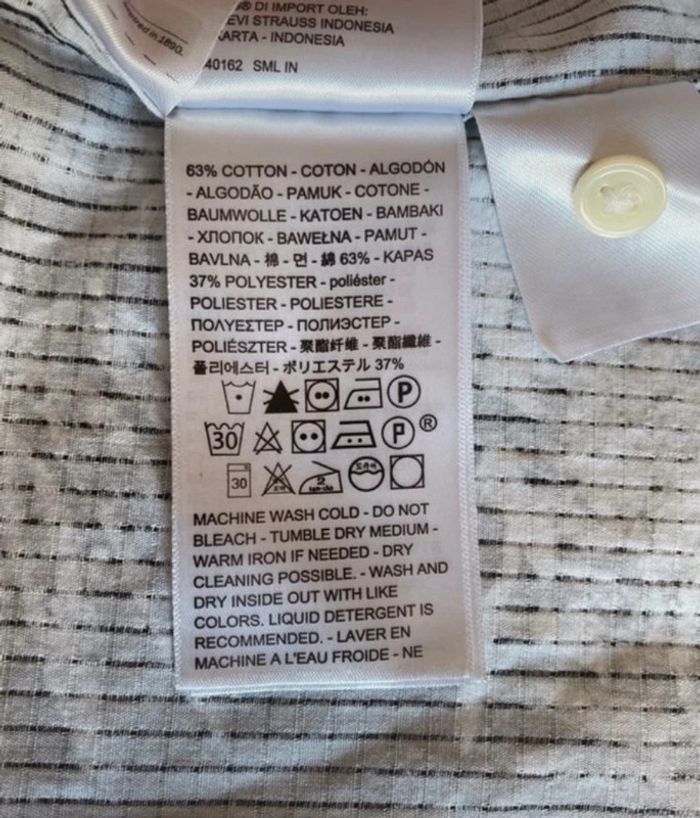 ored in 1890.
® DI IMPORT OLEH:
EVI STRAUSS INDONESIA
KARTA - INDONESIA
40162 SML IN
63% COTTON - COTON - ALGODÓN
- ALGODÃO - PAMUK - COTONE -
BAUMWOLLE - KATOEN - BAMBAKI
- ХЛОПОК - BAWEŁNA - PAMUT -
BAVLNA - 棉 - 면 - 綿 63% - KAPAS
37% POLYESTER - poliéster -
POLIESTER - POLIESTERE -
ΠΟΛΥΕΣΤΕΡ - ПОЛИЭСТЕР -
POLIÉSZTER - 聚酯纤维 - 聚酯纖維 -
폴리에스터 - ポリエステル 37%
P
30 P ®
30 2
MACHINE WASH COLD - DO NOT
BLEACH - TUMBLE DRY MEDIUM -
WARM IRON IF NEEDED - DRY
CLEANING POSSIBLE. - WASH AND
DRY INSIDE OUT WITH LIKE
COLORS. LIQUID DETERGENT IS
RECOMMENDED. - LAVER EN
MACHINE A L'EAU FROIDE - NE